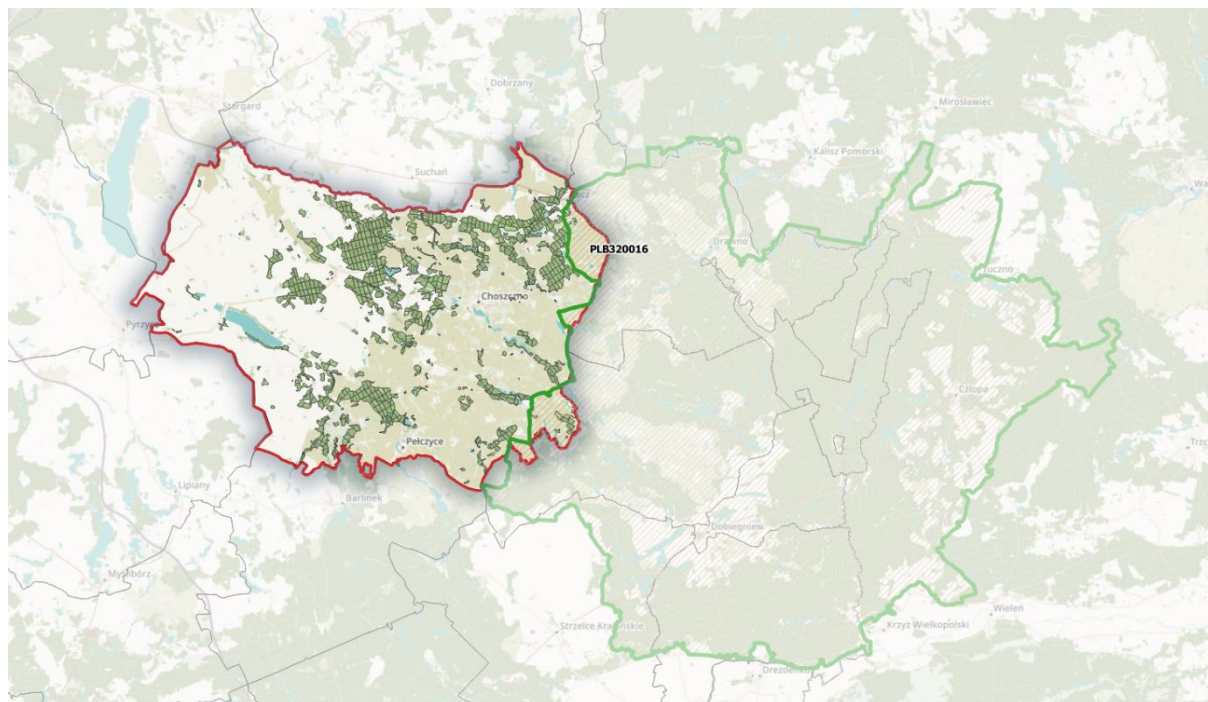 Dobrzany
Stargard
Mirosławiec
Suchań
Kalisz Pomorski
PLB320016
Drawno
Tuczno
Choszczno
Pyrzyce
Człopa
Pełczyce
Lipiany
Barlinek
Dobiegniew
Myślibórz
Wieleń
Strzelce Krajeńskie
Krzyż Wielkopolski
Drezdenko